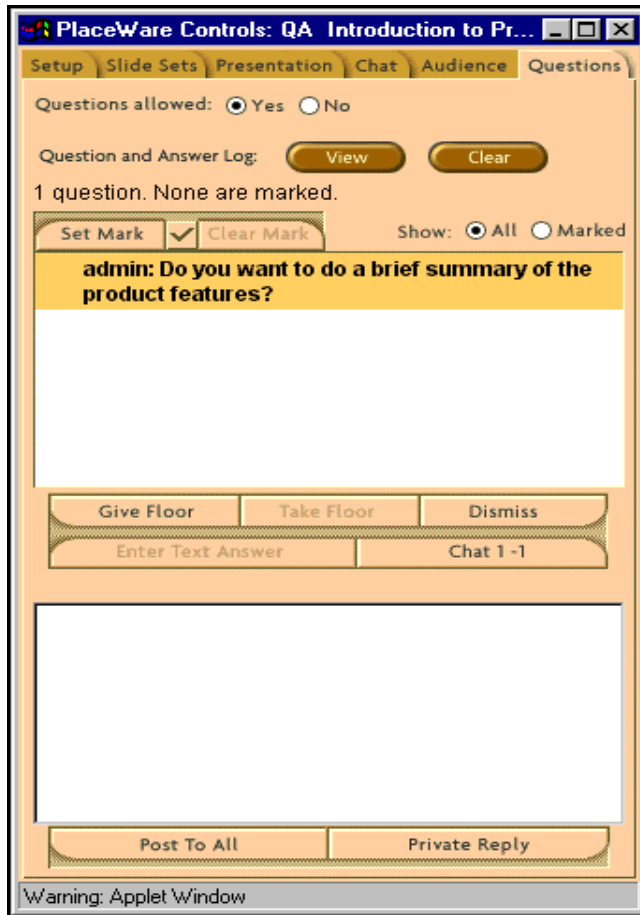 PlaceWare Controls: QA Introduction to Pr...
Setup Slide Sets Presentation Chat Audience Questions
Questions allowed: Yes No
Question and Answer Log: View Clear
1 question. None are marked.
Set Mark Clear Mark Show: All Marked
admin: Do you want to do a brief summary of the
product features?
Give Floor Take Floor Dismiss
Enter Text Answer Chat 1 -1
Post To All Private Reply
Warning: Applet Window